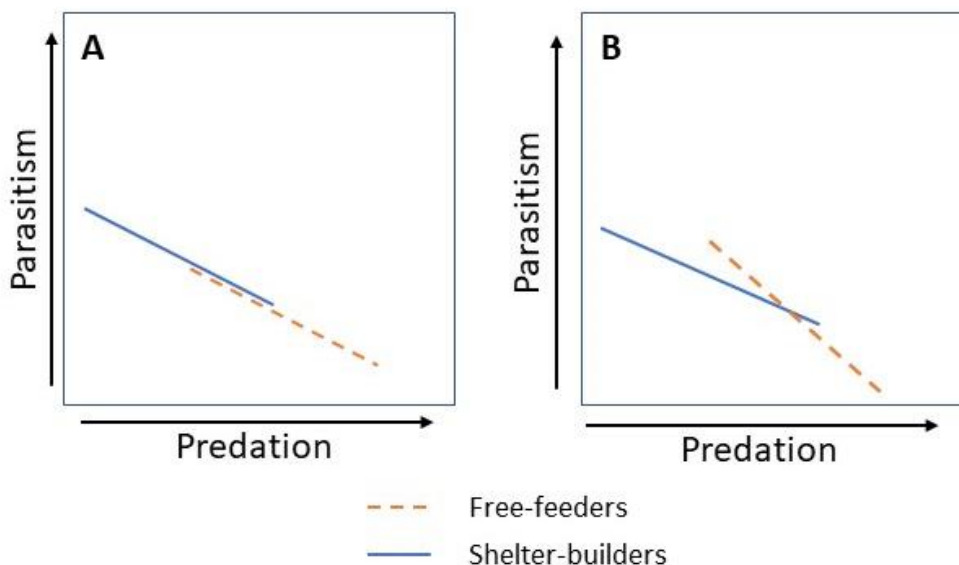 A
Parasitism
Predation
B
Parasitism
Predation
Free-feeders
Shelter-builders